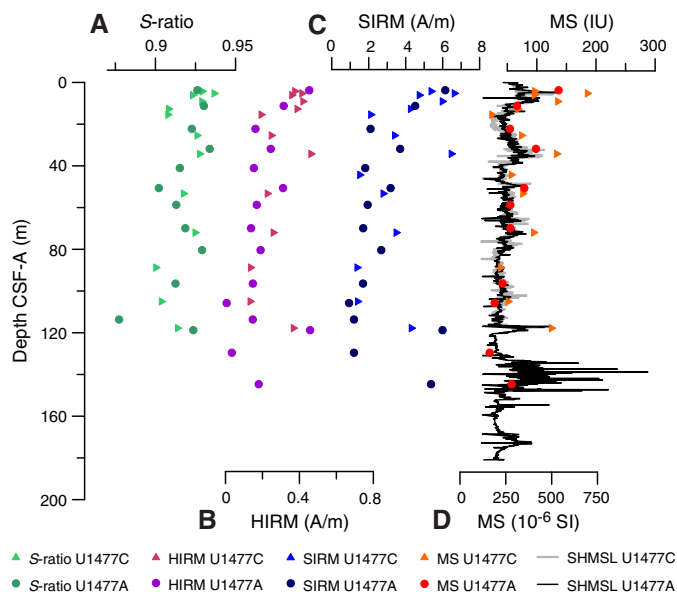 A S-ratio C SIRM (A/m) MS (IU)
0.9 0.95 0 2 4 6 8 100 300
0
40
80
120
160
200
Depth CSF-A (m)
0 0.4 0.8 0 250 500 750
B HIRM (A/m) D MS (10⁻⁶ SI)
S-ratio U1477C HIRM U1477C SIRM U1477C MS U1477C SHMSL U1477C
S-ratio U1477A HIRM U1477A SIRM U1477A MS U1477A SHMSL U1477A